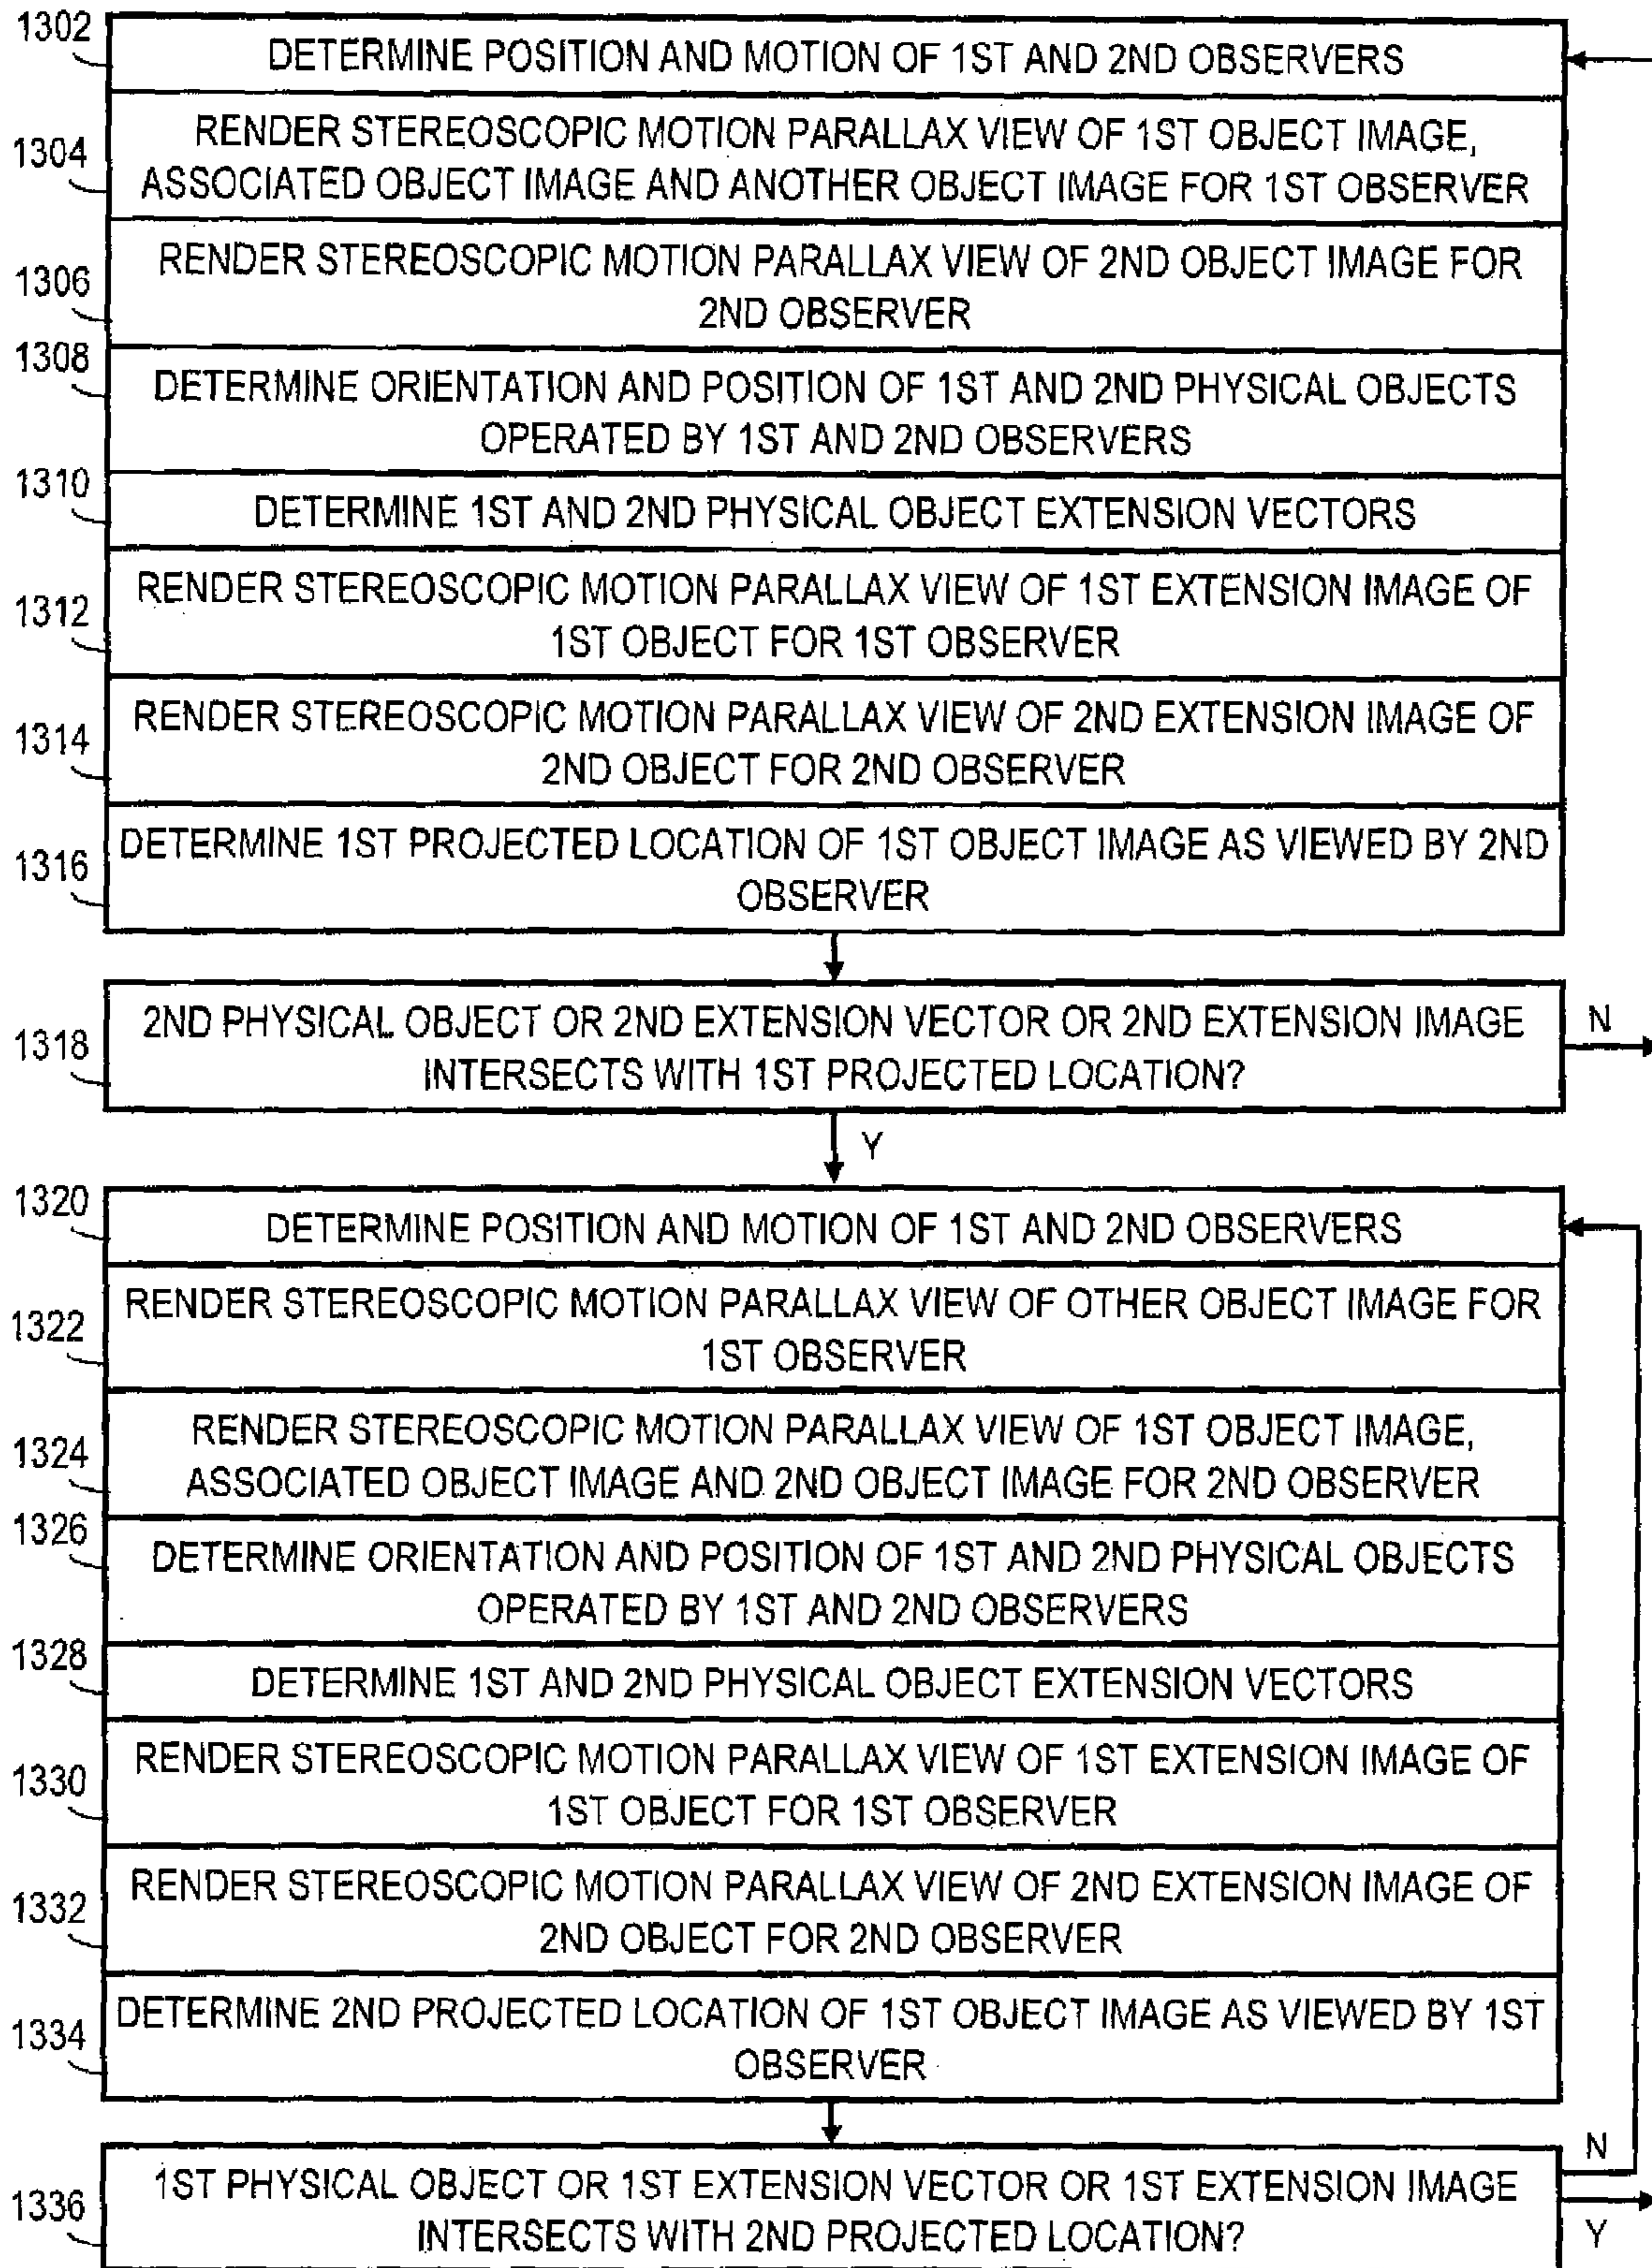 1302
DETERMINE POSITION AND MOTION OF 1ST AND 2ND OBSERVERS
1304
RENDER STEREOSCOPIC MOTION PARALLAX VIEW OF 1ST OBJECT IMAGE,
ASSOCIATED OBJECT IMAGE AND ANOTHER OBJECT IMAGE FOR 1ST OBSERVER
1306
RENDER STEREOSCOPIC MOTION PARALLAX VIEW OF 2ND OBJECT IMAGE FOR
2ND OBSERVER
1308
DETERMINE ORIENTATION AND POSITION OF 1ST AND 2ND PHYSICAL OBJECTS
OPERATED BY 1ST AND 2ND OBSERVERS
1310
DETERMINE 1ST AND 2ND PHYSICAL OBJECT EXTENSION VECTORS
1312
RENDER STEREOSCOPIC MOTION PARALLAX VIEW OF 1ST EXTENSION IMAGE OF
1ST OBJECT FOR 1ST OBSERVER
1314
RENDER STEREOSCOPIC MOTION PARALLAX VIEW OF 2ND EXTENSION IMAGE OF
2ND OBJECT FOR 2ND OBSERVER
1316
DETERMINE 1ST PROJECTED LOCATION OF 1ST OBJECT IMAGE AS VIEWED BY 2ND
OBSERVER
1318
2ND PHYSICAL OBJECT OR 2ND EXTENSION VECTOR OR 2ND EXTENSION IMAGE
INTERSECTS WITH 1ST PROJECTED LOCATION?
N
Y
1320
DETERMINE POSITION AND MOTION OF 1ST AND 2ND OBSERVERS
1322
RENDER STEREOSCOPIC MOTION PARALLAX VIEW OF OTHER OBJECT IMAGE FOR
1ST OBSERVER
1324
RENDER STEREOSCOPIC MOTION PARALLAX VIEW OF 1ST OBJECT IMAGE,
ASSOCIATED OBJECT IMAGE AND 2ND OBJECT IMAGE FOR 2ND OBSERVER
1326
DETERMINE ORIENTATION AND POSITION OF 1ST AND 2ND PHYSICAL OBJECTS
OPERATED BY 1ST AND 2ND OBSERVERS
1328
DETERMINE 1ST AND 2ND PHYSICAL OBJECT EXTENSION VECTORS
1330
RENDER STEREOSCOPIC MOTION PARALLAX VIEW OF 1ST EXTENSION IMAGE OF
1ST OBJECT FOR 1ST OBSERVER
1332
RENDER STEREOSCOPIC MOTION PARALLAX VIEW OF 2ND EXTENSION IMAGE OF
2ND OBJECT FOR 2ND OBSERVER
1334
DETERMINE 2ND PROJECTED LOCATION OF 1ST OBJECT IMAGE AS VIEWED BY 1ST
OBSERVER
1336
1ST PHYSICAL OBJECT OR 1ST EXTENSION VECTOR OR 1ST EXTENSION IMAGE
INTERSECTS WITH 2ND PROJECTED LOCATION?
N
Y